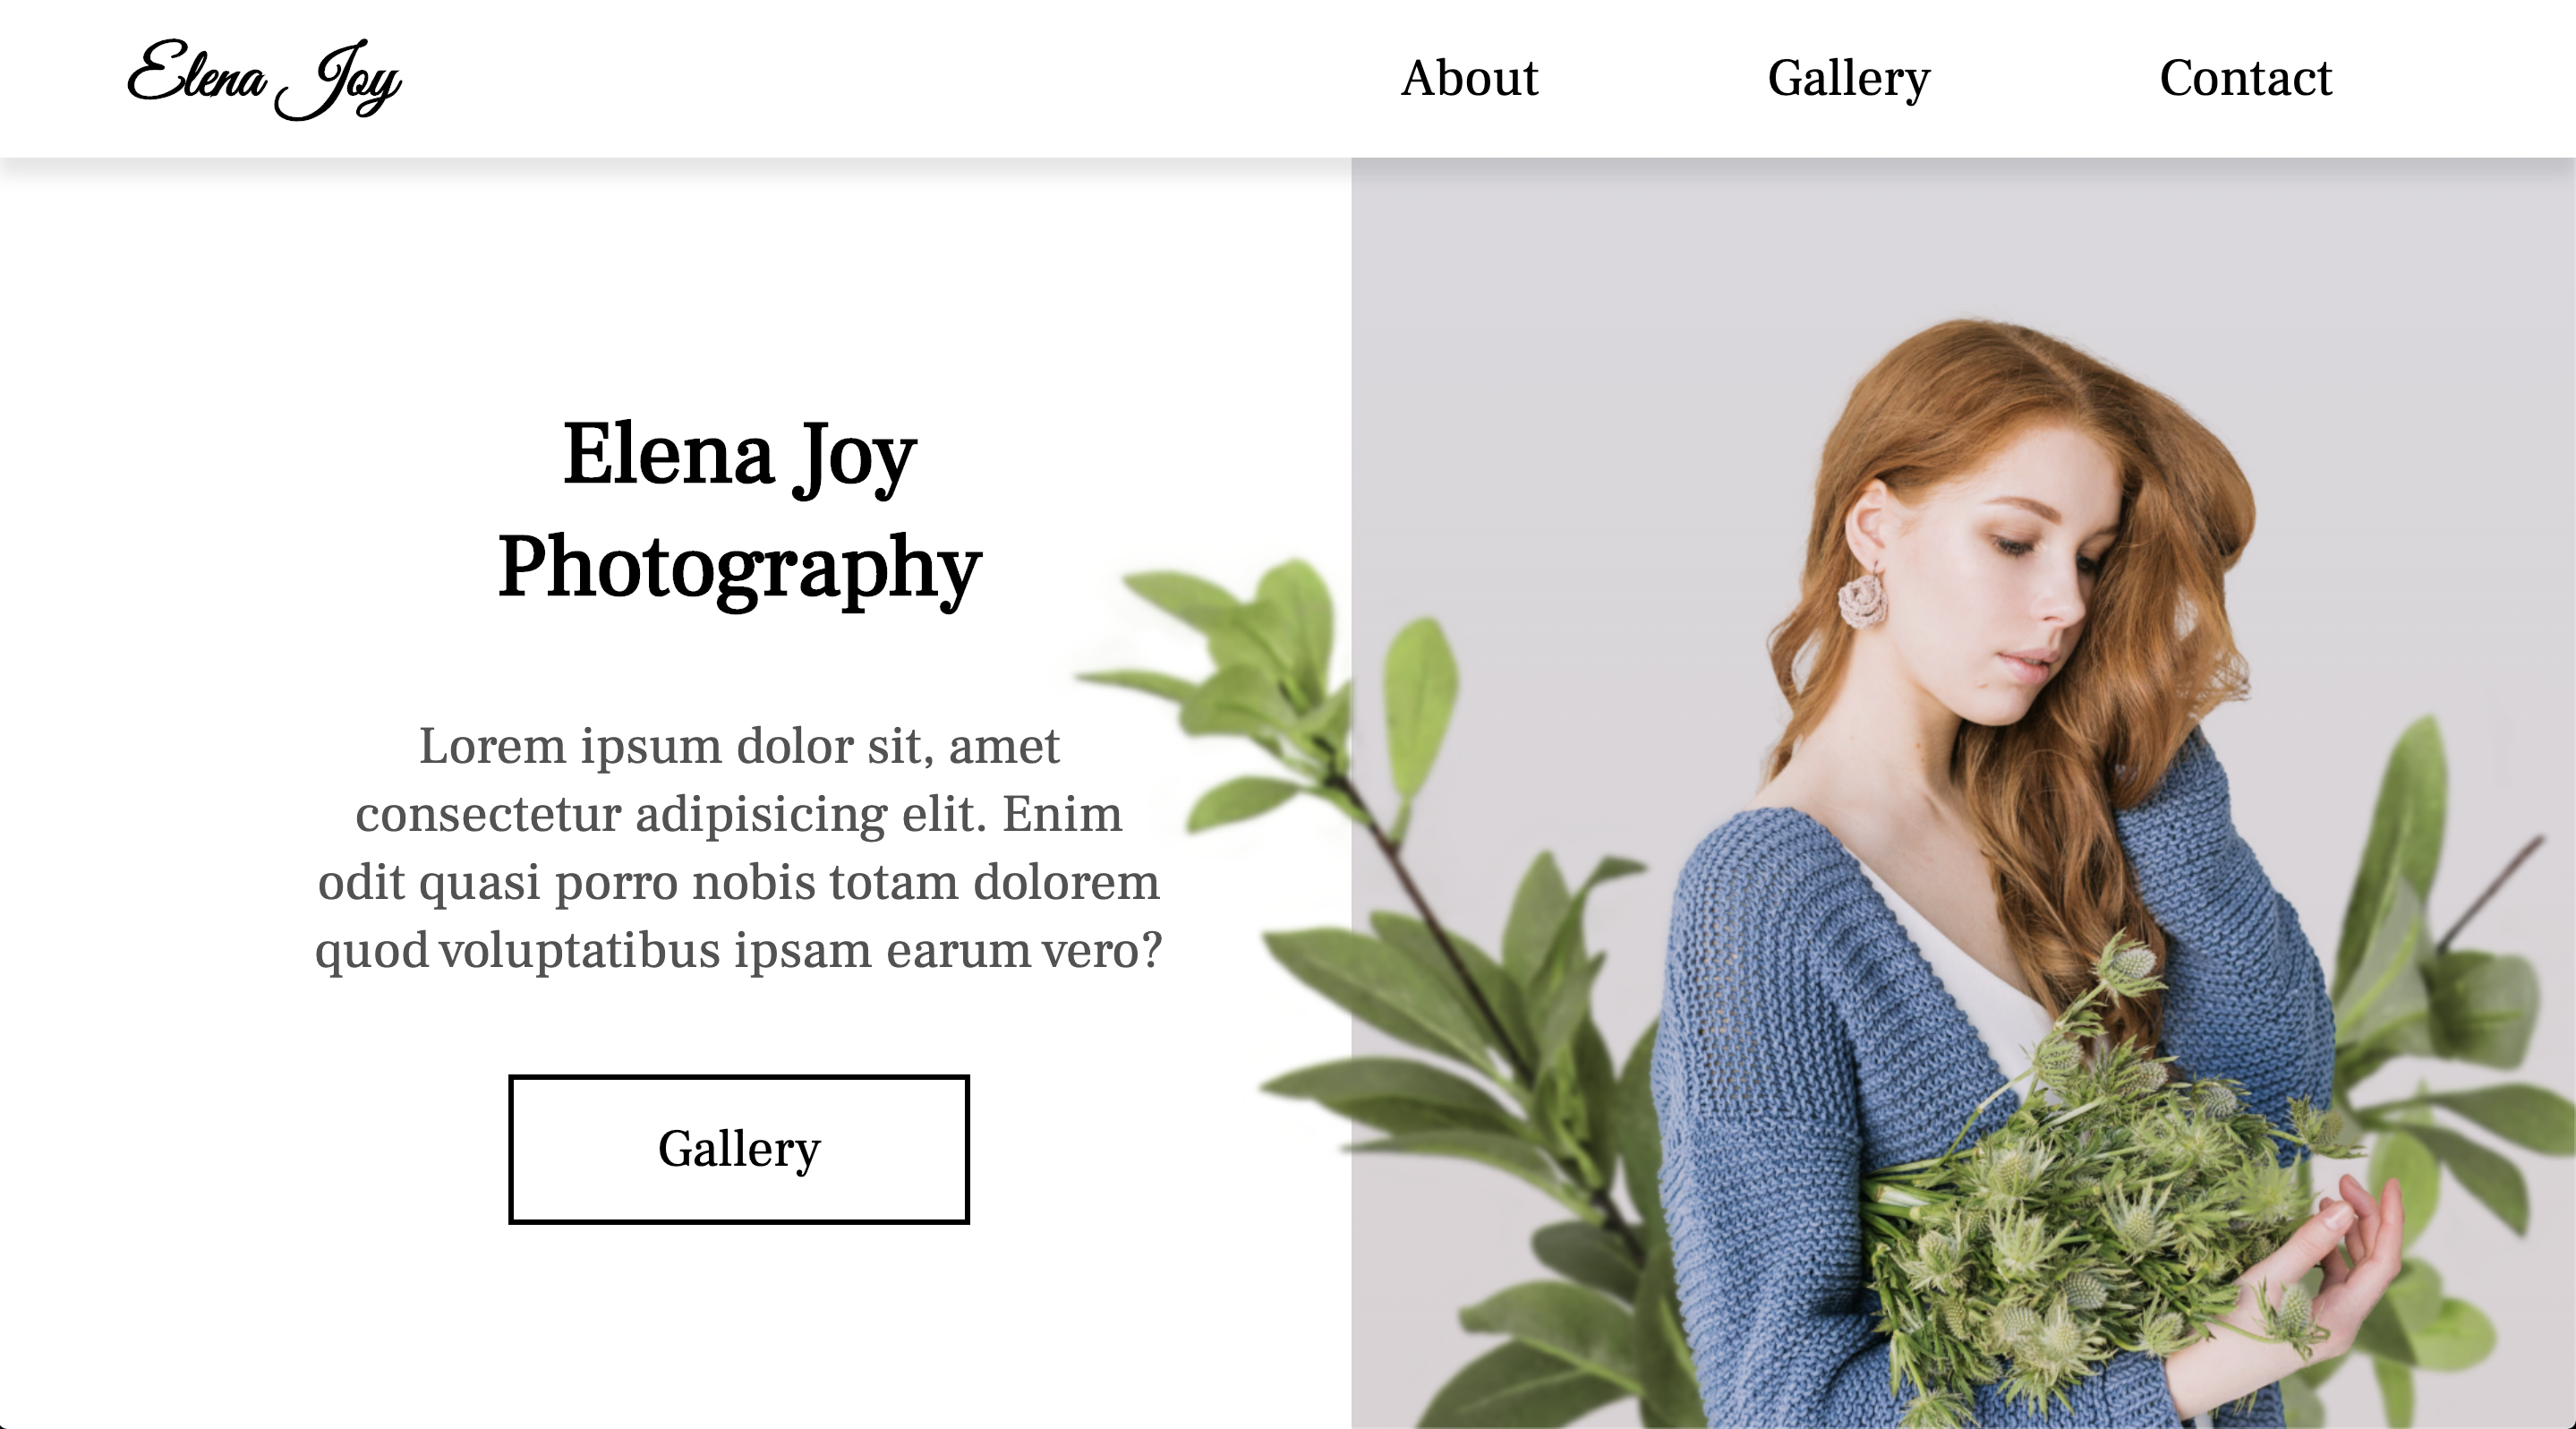 Elena Joy
About
Gallery
Contact
Elena Joy
Photography
Lorem ipsum dolor sit, amet
consectetur adipisicing elit. Enim
odit quasi porro nobis totam dolorem
quod voluptatibus ipsam earum vero?
Gallery